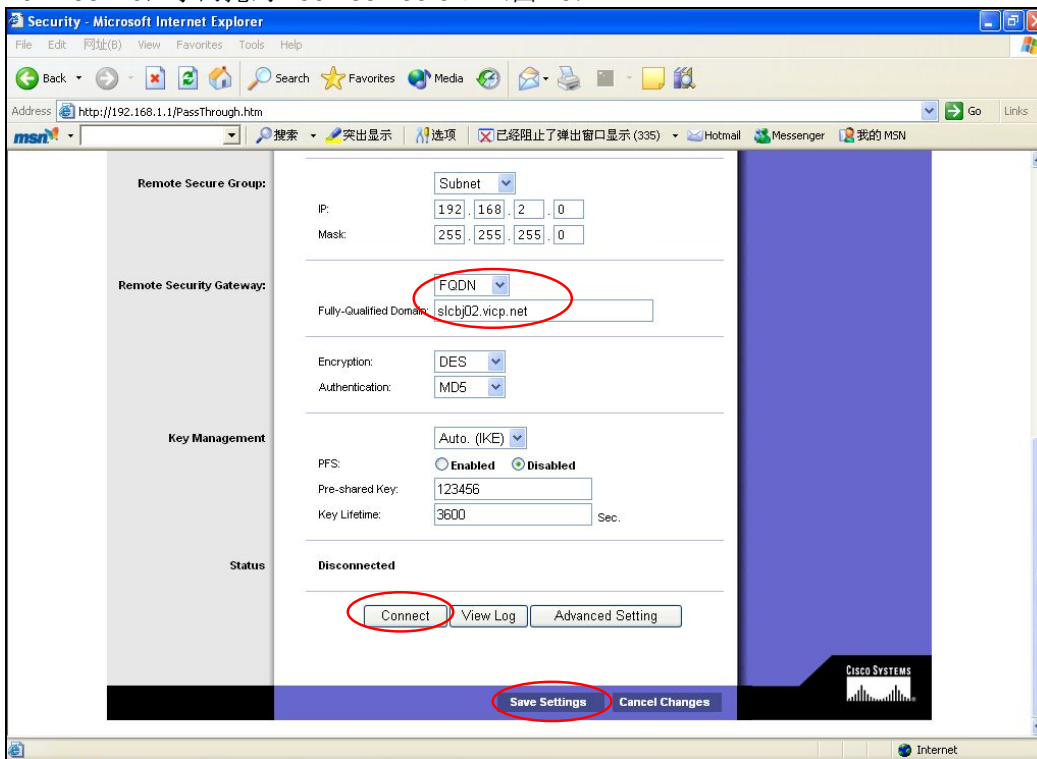 Security - Microsoft Internet Explorer
File Edit 网址(B) View Favorites Tools Help
Back Search Favorites Media
Address http://192.168.1.1/PassThrough.htm Go Links
msn 搜索 突出显示 选项 已经阻止了弹出窗口显示 (335) Hotmail Messenger 我的 MSN
Remote Secure Group: Subnet
IP: 192 . 168 . 2 . 0
Mask: 255 . 255 . 255 . 0
Remote Security Gateway: FQDN
Fully-Qualified Domain: slcbj02.vicp.net
Encryption: DES
Authentication: MD5
Key Management Auto. (IKE)
PFS: Enabled Disabled
Pre-shared Key: 123456
Key Lifetime: 3600 Sec.
Status Disconnected
Connect View Log Advanced Setting
CISCO SYSTEMS
Save Settings Cancel Changes
Internet